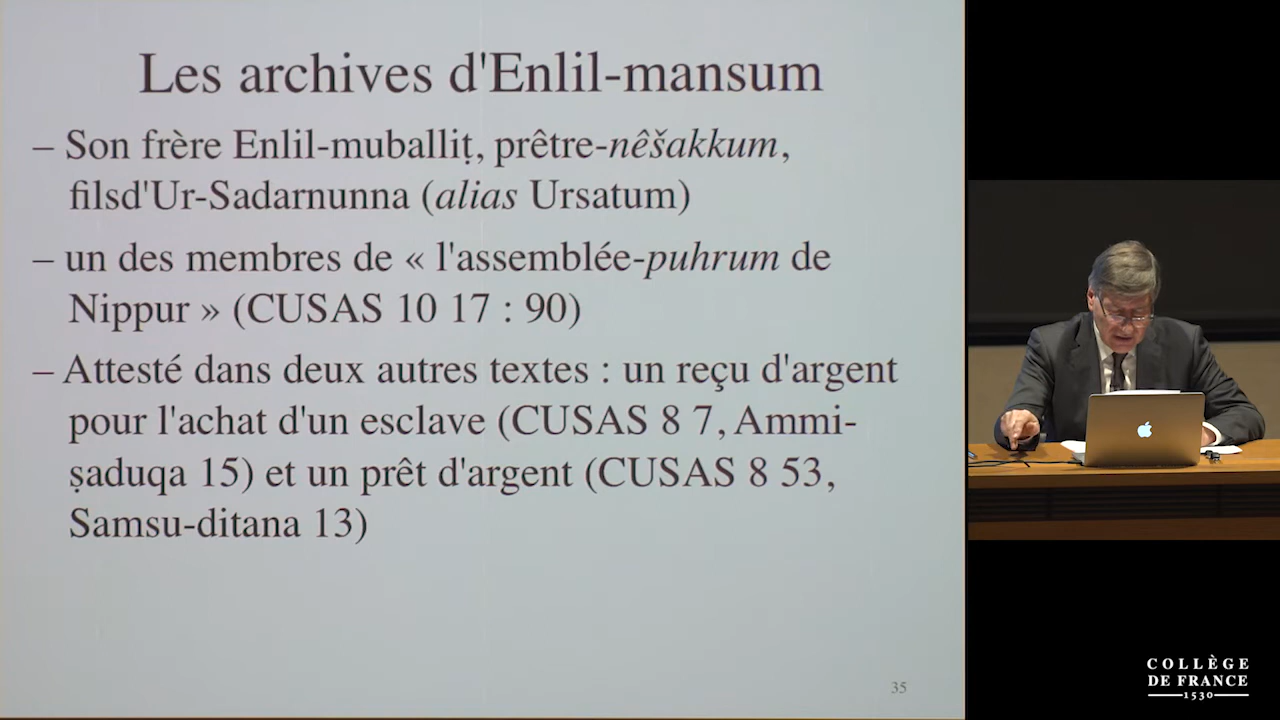 Les archives d'Enlil-mansum
– Son frère Enlil-muballiṭ, prêtre-nêšakkum,
filsd'Ur-Sadarnunna (alias Ursatum)
– un des membres de « l'assemblée-puhrum de
Nippur » (CUSAS 10 17 : 90)
– Attesté dans deux autres textes : un reçu d'argent
pour l'achat d'un esclave (CUSAS 8 7, Ammi-
ṣaduqa 15) et un prêt d'argent (CUSAS 8 53,
Samsu-ditana 13)
35
COLLÈGE
DE FRANCE
1530